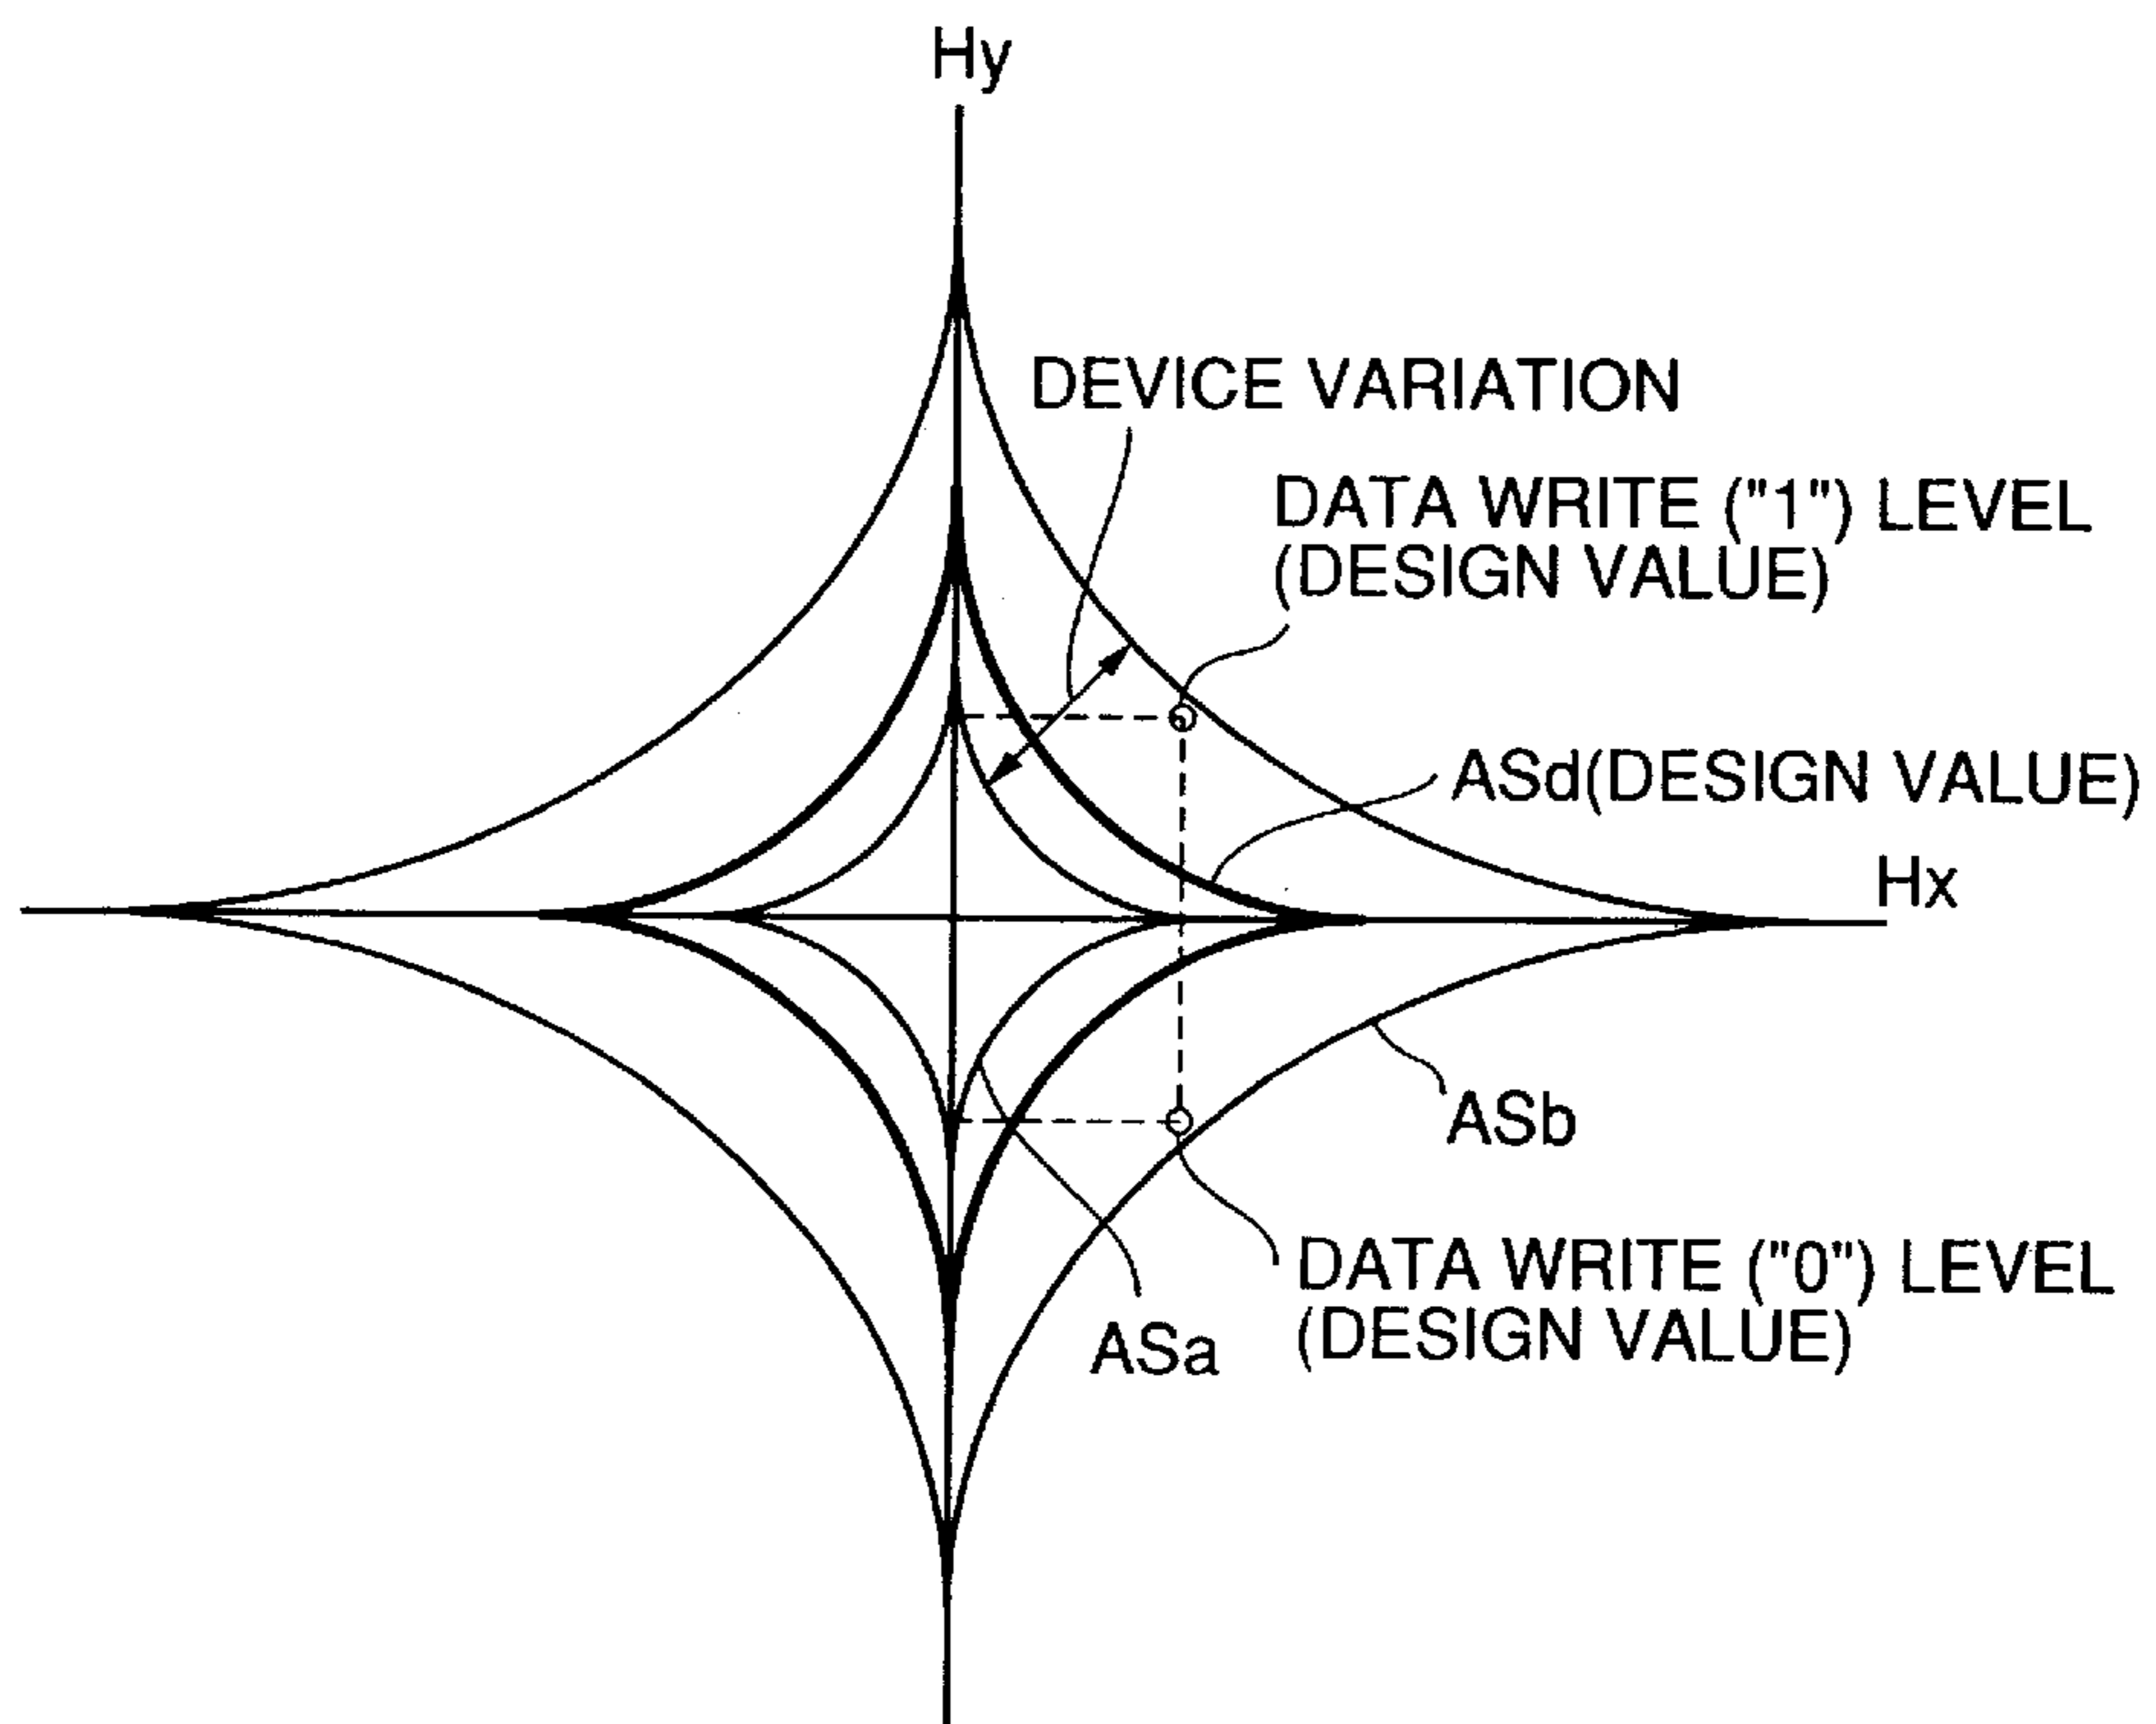 Hy
DEVICE VARIATION
DATA WRITE ("1") LEVEL
(DESIGN VALUE)
ASd(DESIGN VALUE)
Hx
ASb
DATA WRITE ("0") LEVEL
(DESIGN VALUE)
ASa